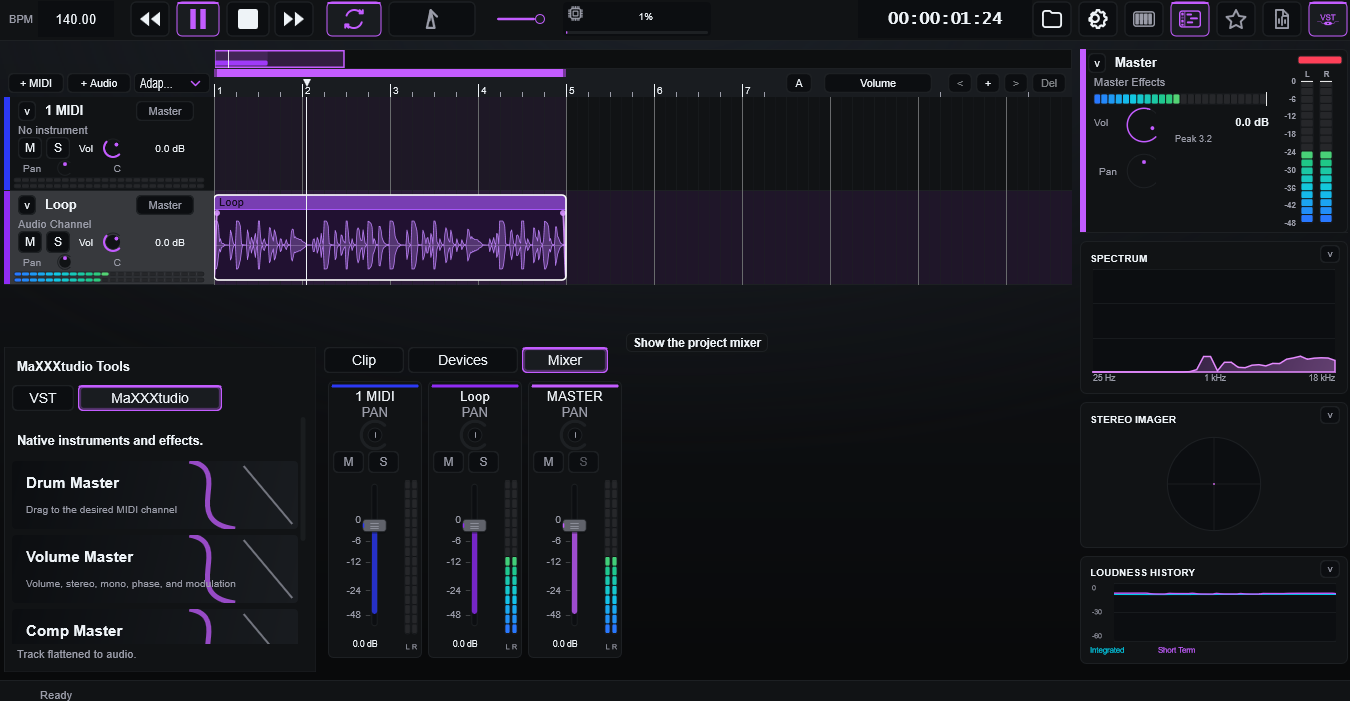 BPM 140.00 1% 00:00:01:24 VST
+ MIDI + Audio Adap... A Volume < + > Del
1 2 3 4 5 6 7
v 1 MIDI Master
No instrument
M S Vol 0.0 dB
Pan C
v Loop Master
Audio Channel
M S Vol 0.0 dB
Pan C
Loop
v Master
Master Effects
L R
0
-6
-12
-18
-24
-30
-36
-42
-48
Vol 0.0 dB
Peak 3.2
Pan
SPECTRUM v
25 Hz 1 kHz 18 kHz
STEREO IMAGER v
LOUDNESS HISTORY v
0
-30
-60
Integrated Short Term
MaXXXtudio Tools
VST MaXXXtudio
Native instruments and effects.
Drum Master
Drag to the desired MIDI channel
Volume Master
Volume, stereo, mono, phase, and modulation
Comp Master
Track flattened to audio.
Clip Devices Mixer
Show the project mixer
1 MIDI
PAN
M S
0
-6
-12
-24
-48
0.0 dB
L R
Loop
PAN
M S
0
-6
-12
-24
-48
0.0 dB
L R
MASTER
PAN
M S
0
-6
-12
-24
-48
0.0 dB
L R
Ready